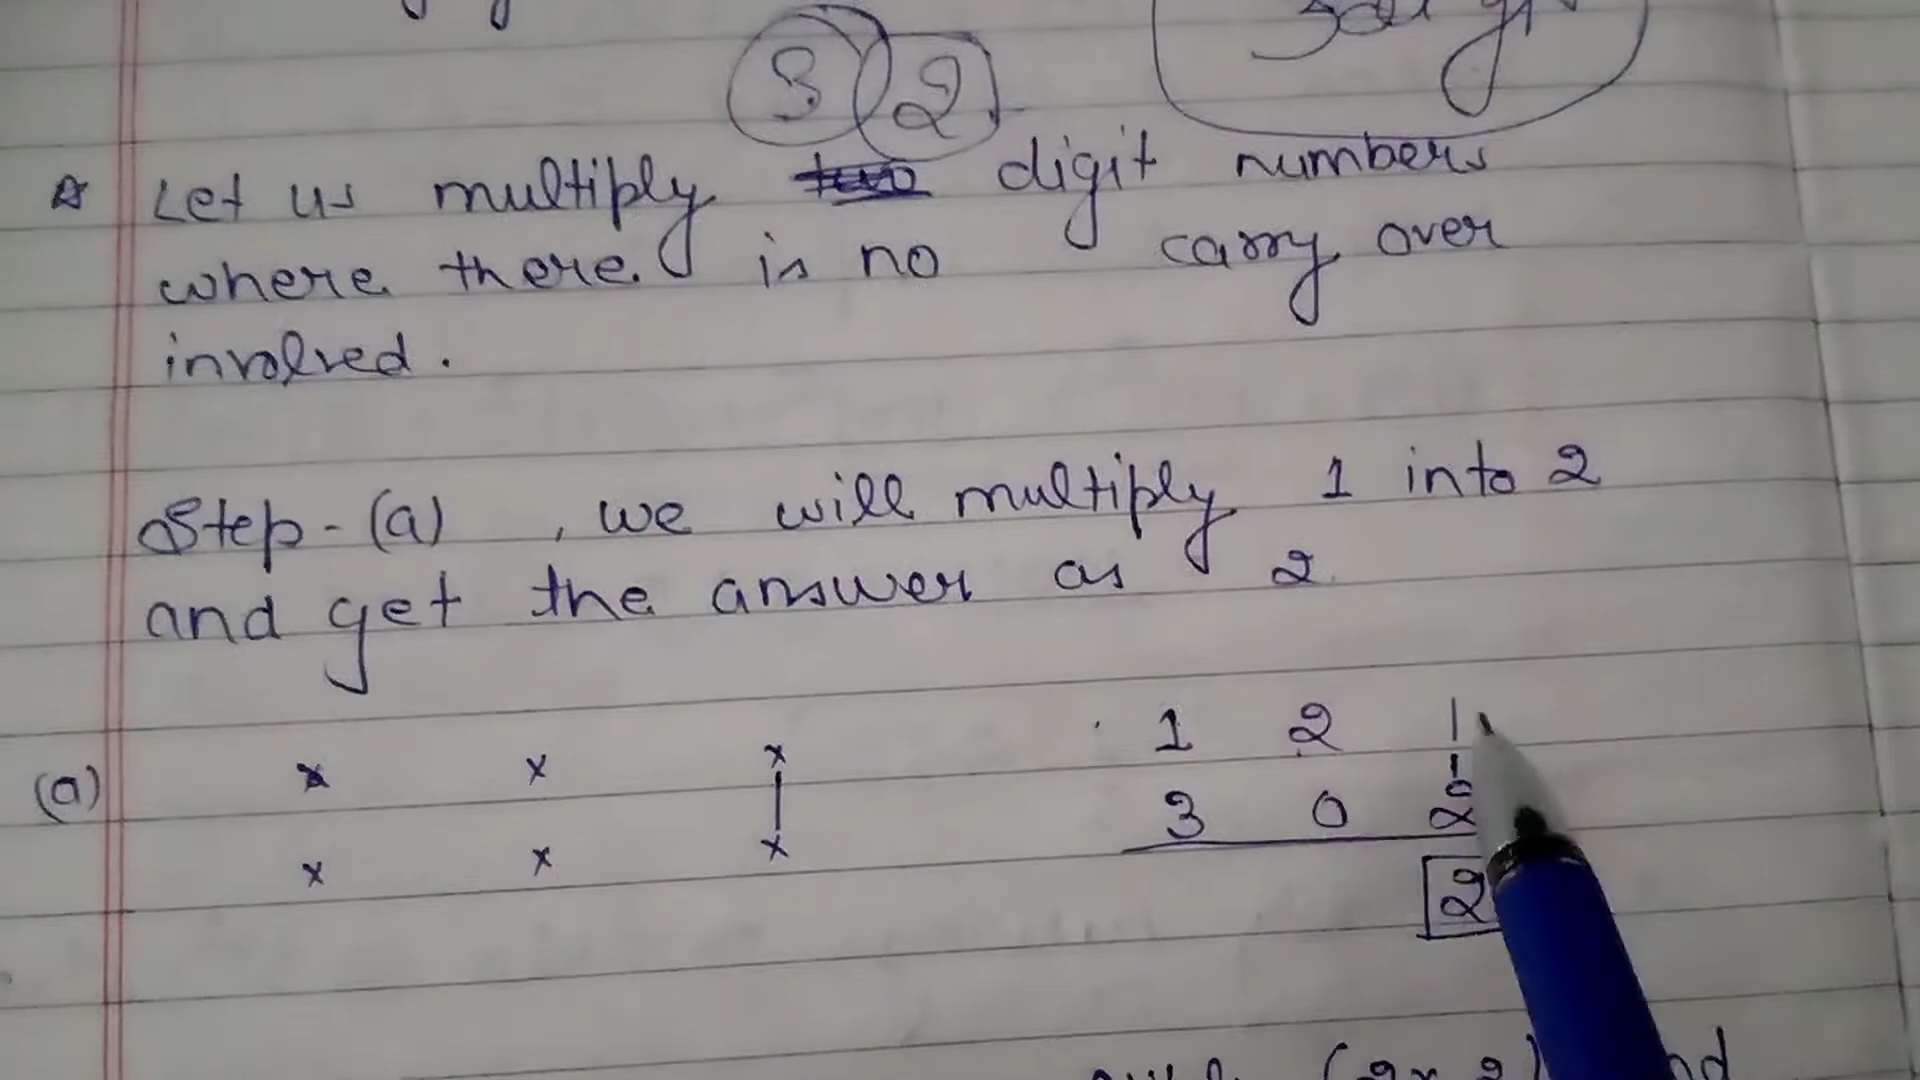 3 2
Let us multiply digit numbers
where there is no carry over
involved.
Step-(a), we will multiply 1 into 2
and get the answer as 2
(a) x x x 1 2 1
x x x 3 0 2
2